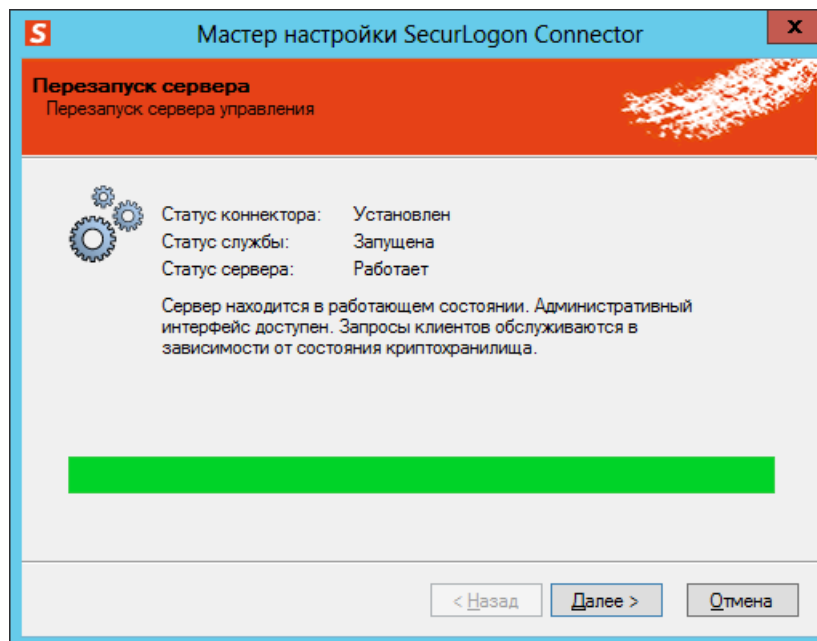 S
Мастер настройки SecurLogon Connector
x
Перезапуск сервера
Перезапуск сервера управления
Статус коннектора: Установлен
Статус службы: Запущена
Статус сервера: Работает
Сервер находится в работающем состоянии. Административный
интерфейс доступен. Запросы клиентов обслуживаются в
зависимости от состояния криптохранилища.
< Назад Далее > Отмена